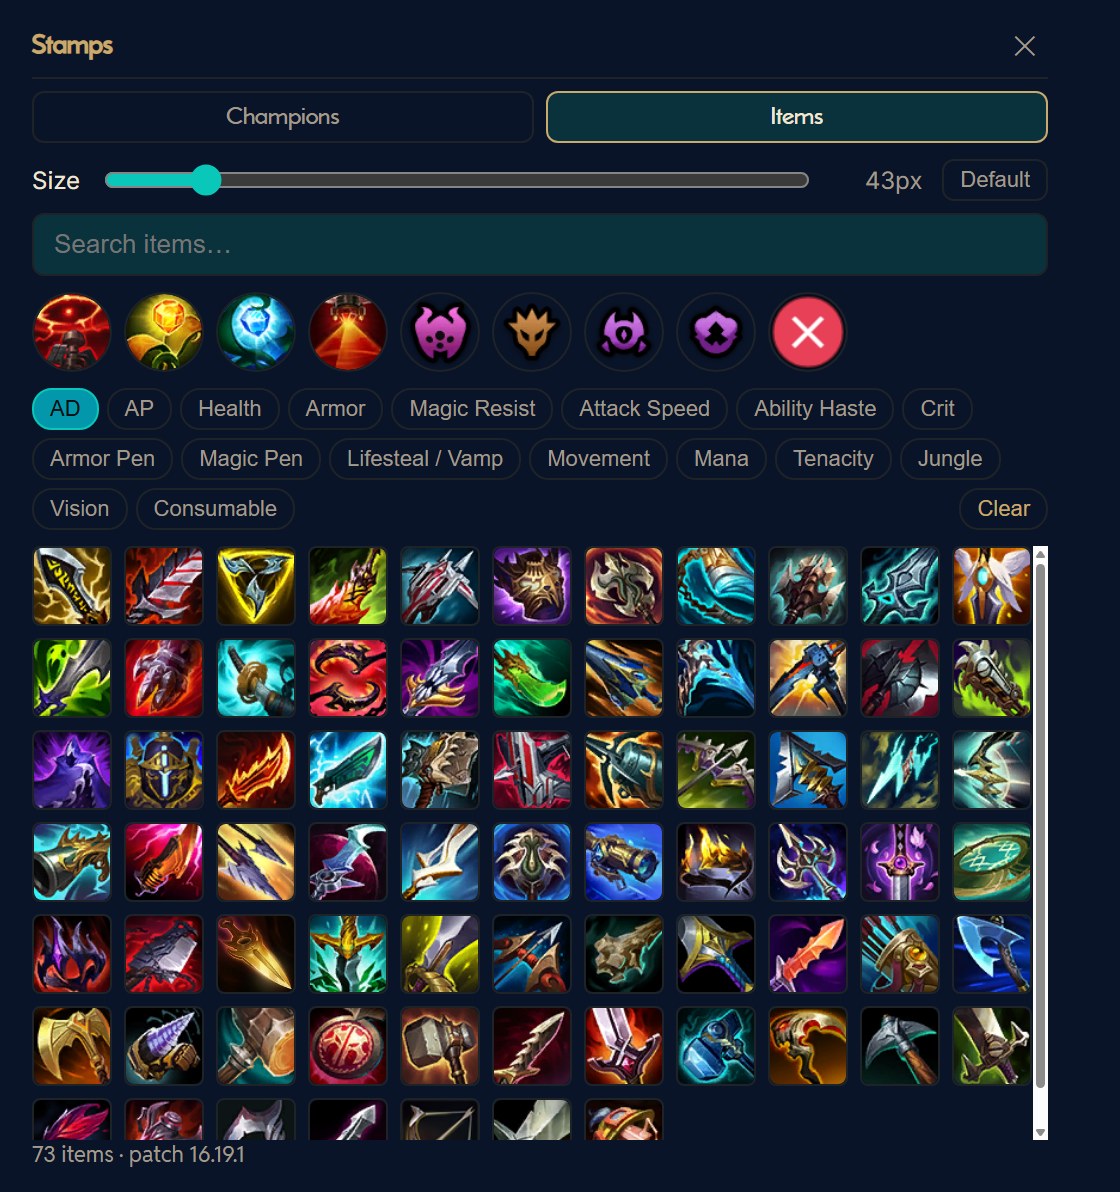 Stamps
Champions
Items
Size
43px
Default
Search items...
AD
AP
Health
Armor
Magic Resist
Attack Speed
Ability Haste
Crit
Armor Pen
Magic Pen
Lifesteal / Vamp
Movement
Mana
Tenacity
Jungle
Vision
Consumable
Clear
73 items · patch 16.19.1